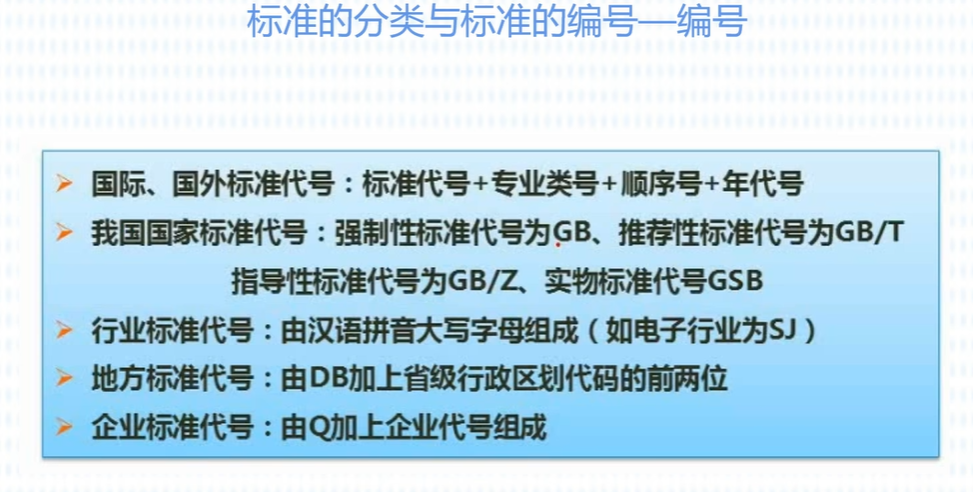 标准的分类与标准的编号—编号
国际、国外标准代号：标准代号+专业类号+顺序号+年代号
我国国家标准代号：强制性标准代号为GB、推荐性标准代号为GB/T
指导性标准代号为GB/Z、实物标准代号GSB
行业标准代号：由汉语拼音大写字母组成（如电子行业为SJ）
地方标准代号：由DB加上省级行政区划代码的前两位
企业标准代号：由Q加上企业代号组成